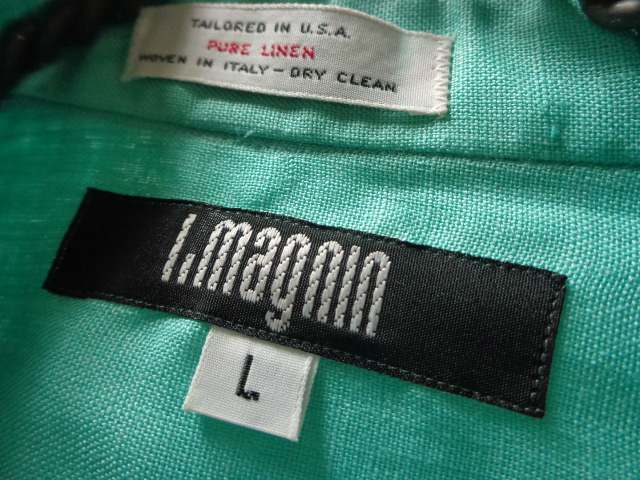 TAILORED IN U.S.A.
PURE LINEN
WOVEN IN ITALY - DRY CLEAN
I. magnin
L